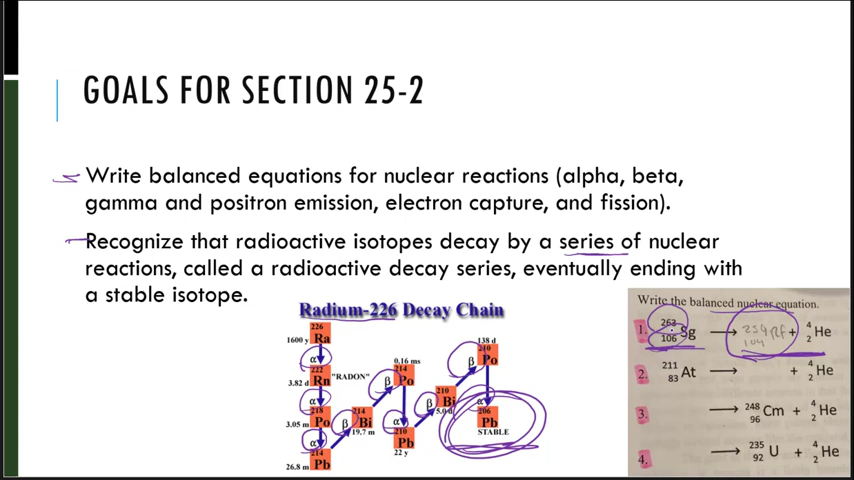 GOALS FOR SECTION 25-2
Write balanced equations for nuclear reactions (alpha, beta,
gamma and positron emission, electron capture, and fission).
Recognize that radioactive isotopes decay by a series of nuclear
reactions, called a radioactive decay series, eventually ending with
a stable isotope.
Radium-226 Decay Chain
226
1600 y Ra
α
222
3.82 d Rn "RADON"
α
218
3.05 m Po
α
214
26.8 m Pb
β
214
Bi
19.7 m
β
0.16 ms
214
Po
α
210
Pb
22 y
β
210
Bi
5.0 d
β
138 d
210
Po
α
206
Pb
STABLE
Write the balanced nuclear equation.
1. 263 106 Sg → 259 104 Rf + 4 2 He
2. 211 83 At → + 4 2 He
3. → 248 96 Cm + 4 2 He
4. → 235 92 U + 4 2 He